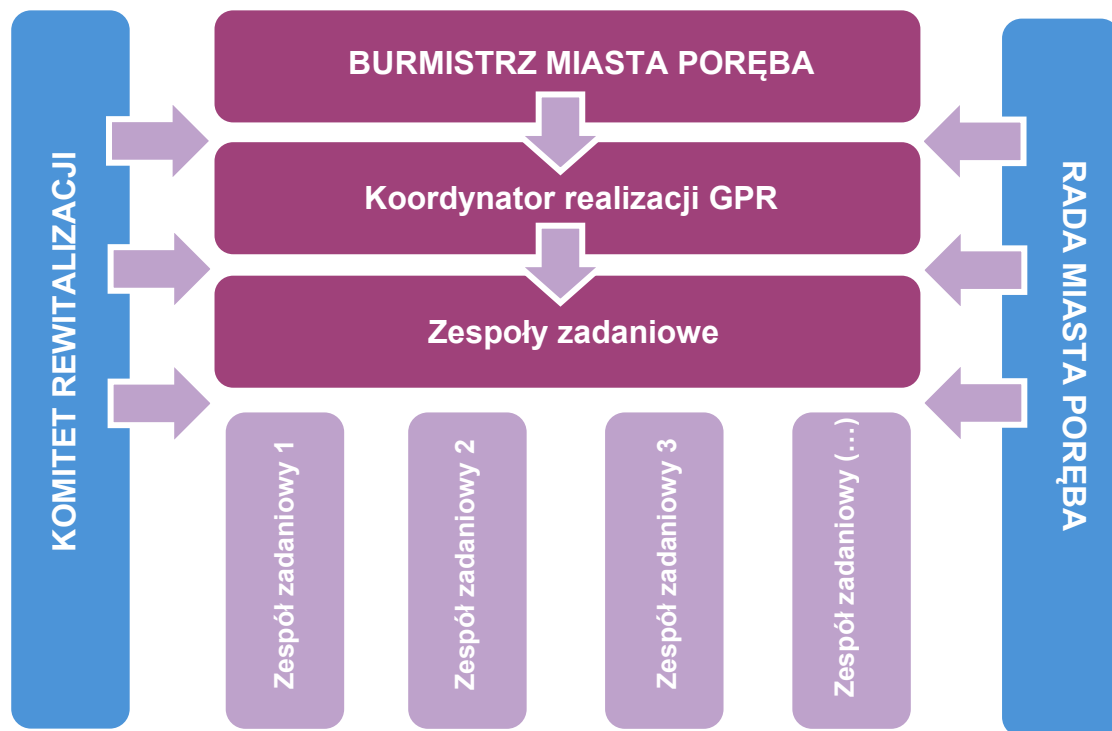 BURMISTRZ MIASTA PORĘBA
KOMITET REWITALIZACJI
Koordynator realizacji GPR
RADA MIASTA PORĘBA
Zespoły zadaniowe
Zespół zadaniowy 1
Zespół zadaniowy 2
Zespół zadaniowy 3
Zespół zadaniowy (...)